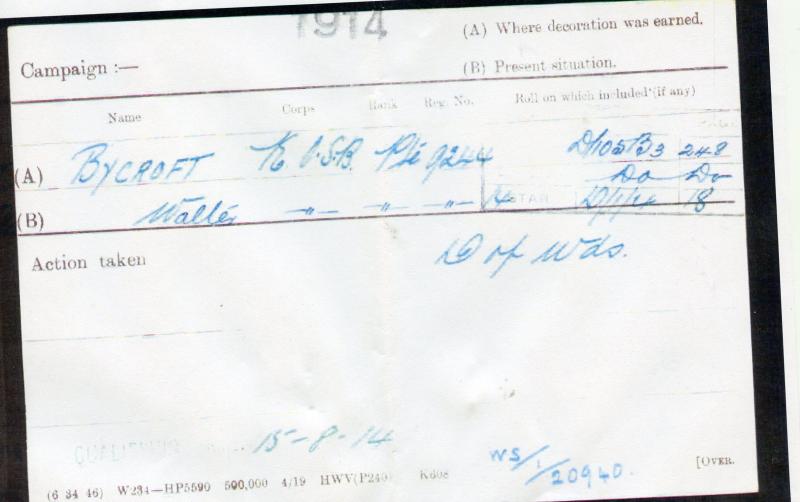 1914
(A) Where decoration was earned.
Campaign :—
(B) Present situation.
Name Corps Rank Reg. No. Roll on which included (if any)
(A) BYCROFT K.O.S.B. Pte 9244 D/105B3 248
Do Do
(B) Walter —"— —"— —"— STAR 18
Action taken
D of Wds.
QUALIFYING 15-8-14
WS/1/20940.
[OVER.
(6 34 46) W234—HP5590 500,000 4/19 HWV(P240) K608